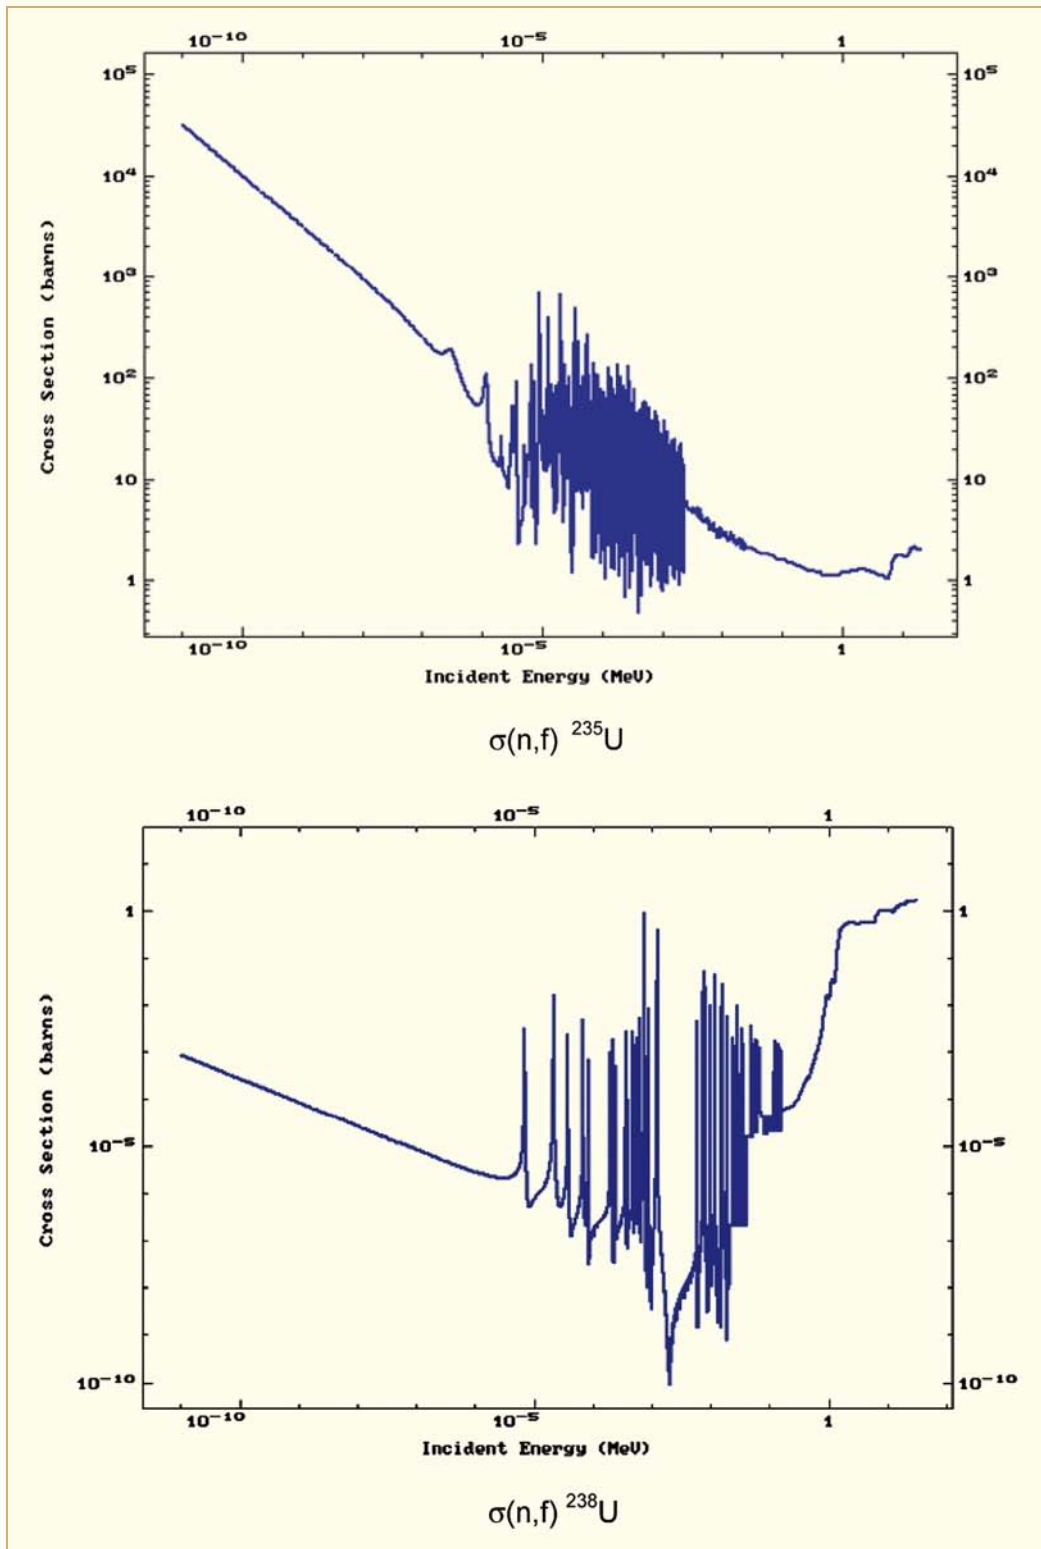 10⁻¹⁰ 10⁻⁵ 1
10⁵ 10⁵
10⁴ 10⁴
10³ 10³
10² 10²
10 10
1 1
Cross Section (barns)
10⁻¹⁰ 10⁻⁵ 1
Incident Energy (MeV)
σ(n,f) ²³⁵U
10⁻¹⁰ 10⁻⁵ 1
1 1
10⁻⁵ 10⁻⁵
10⁻¹⁰ 10⁻¹⁰
Cross Section (barns)
10⁻¹⁰ 10⁻⁵ 1
Incident Energy (MeV)
σ(n,f) ²³⁸U